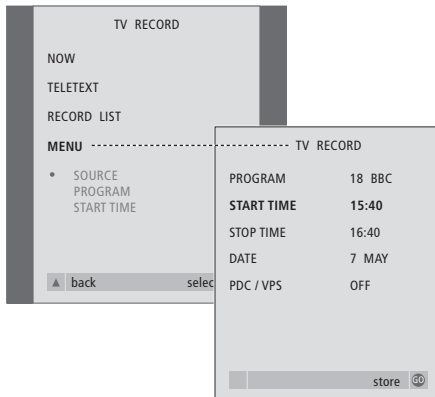 TV RECORD
NOW
TELETEXT
RECORD LIST
MENU
• SOURCE
PROGRAM
START TIME
▲ back selec
TV RECORD
PROGRAM 18 BBC
START TIME 15:40
STOP TIME 16:40
DATE 7 MAY
PDC / VPS OFF
store GO